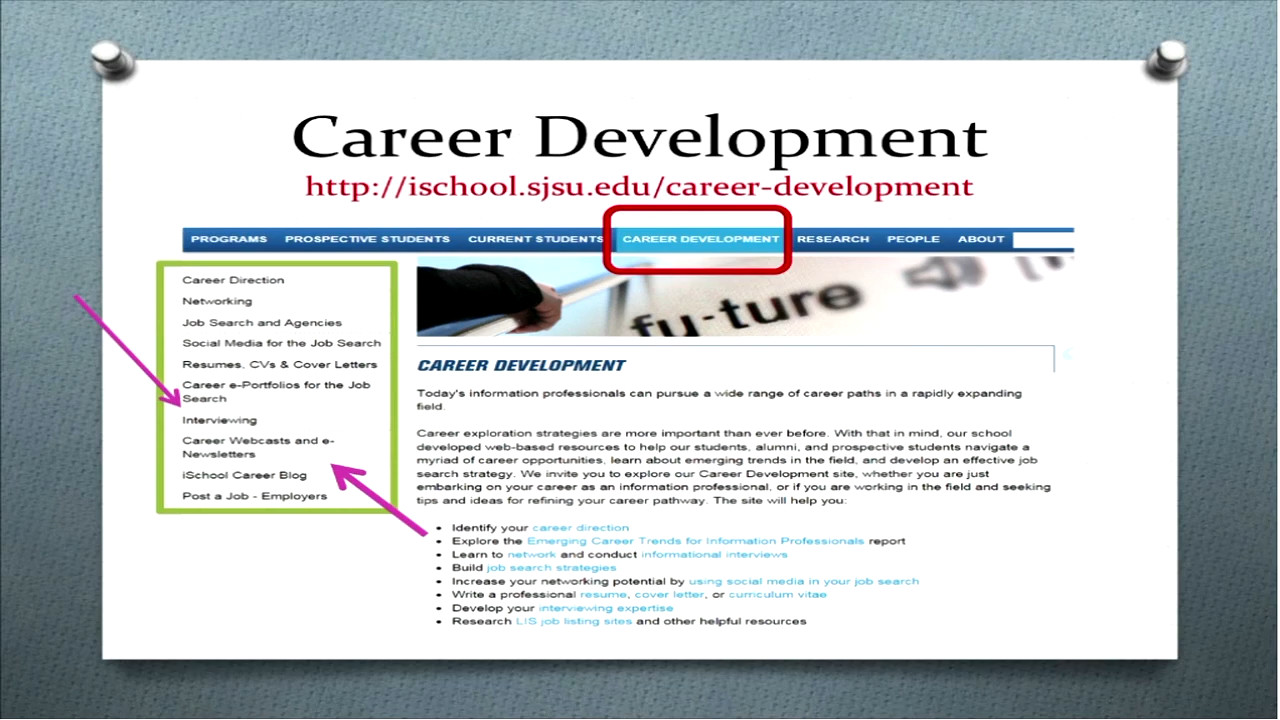 Career Development
http://ischool.sjsu.edu/career-development
PROGRAMS PROSPECTIVE STUDENTS CURRENT STUDENTS CAREER DEVELOPMENT RESEARCH PEOPLE ABOUT
Career Direction
Networking
Job Search and Agencies
Social Media for the Job Search
Resumes, CVs & Cover Letters
Career e-Portfolios for the Job
Search
Interviewing
Career Webcasts and e-
Newsletters
iSchool Career Blog
Post a Job - Employers
fu·ture
CAREER DEVELOPMENT
Today's information professionals can pursue a wide range of career paths in a rapidly expanding
field.
Career exploration strategies are more important than ever before. With that in mind, our school
developed web-based resources to help our students, alumni, and prospective students navigate a
myriad of career opportunities, learn about emerging trends in the field, and develop an effective job
search strategy. We invite you to explore our Career Development site, whether you are just
embarking on your career as an information professional, or if you are working in the field and seeking
tips and ideas for refining your career pathway. The site will help you:
• Identify your career direction
• Explore the Emerging Career Trends for Information Professionals report
• Learn to network and conduct informational interviews
• Build job search strategies
• Increase your networking potential by using social media in your job search
• Write a professional resume, cover letter, or curriculum vitae
• Develop your interviewing expertise
• Research LIS job listing sites and other helpful resources